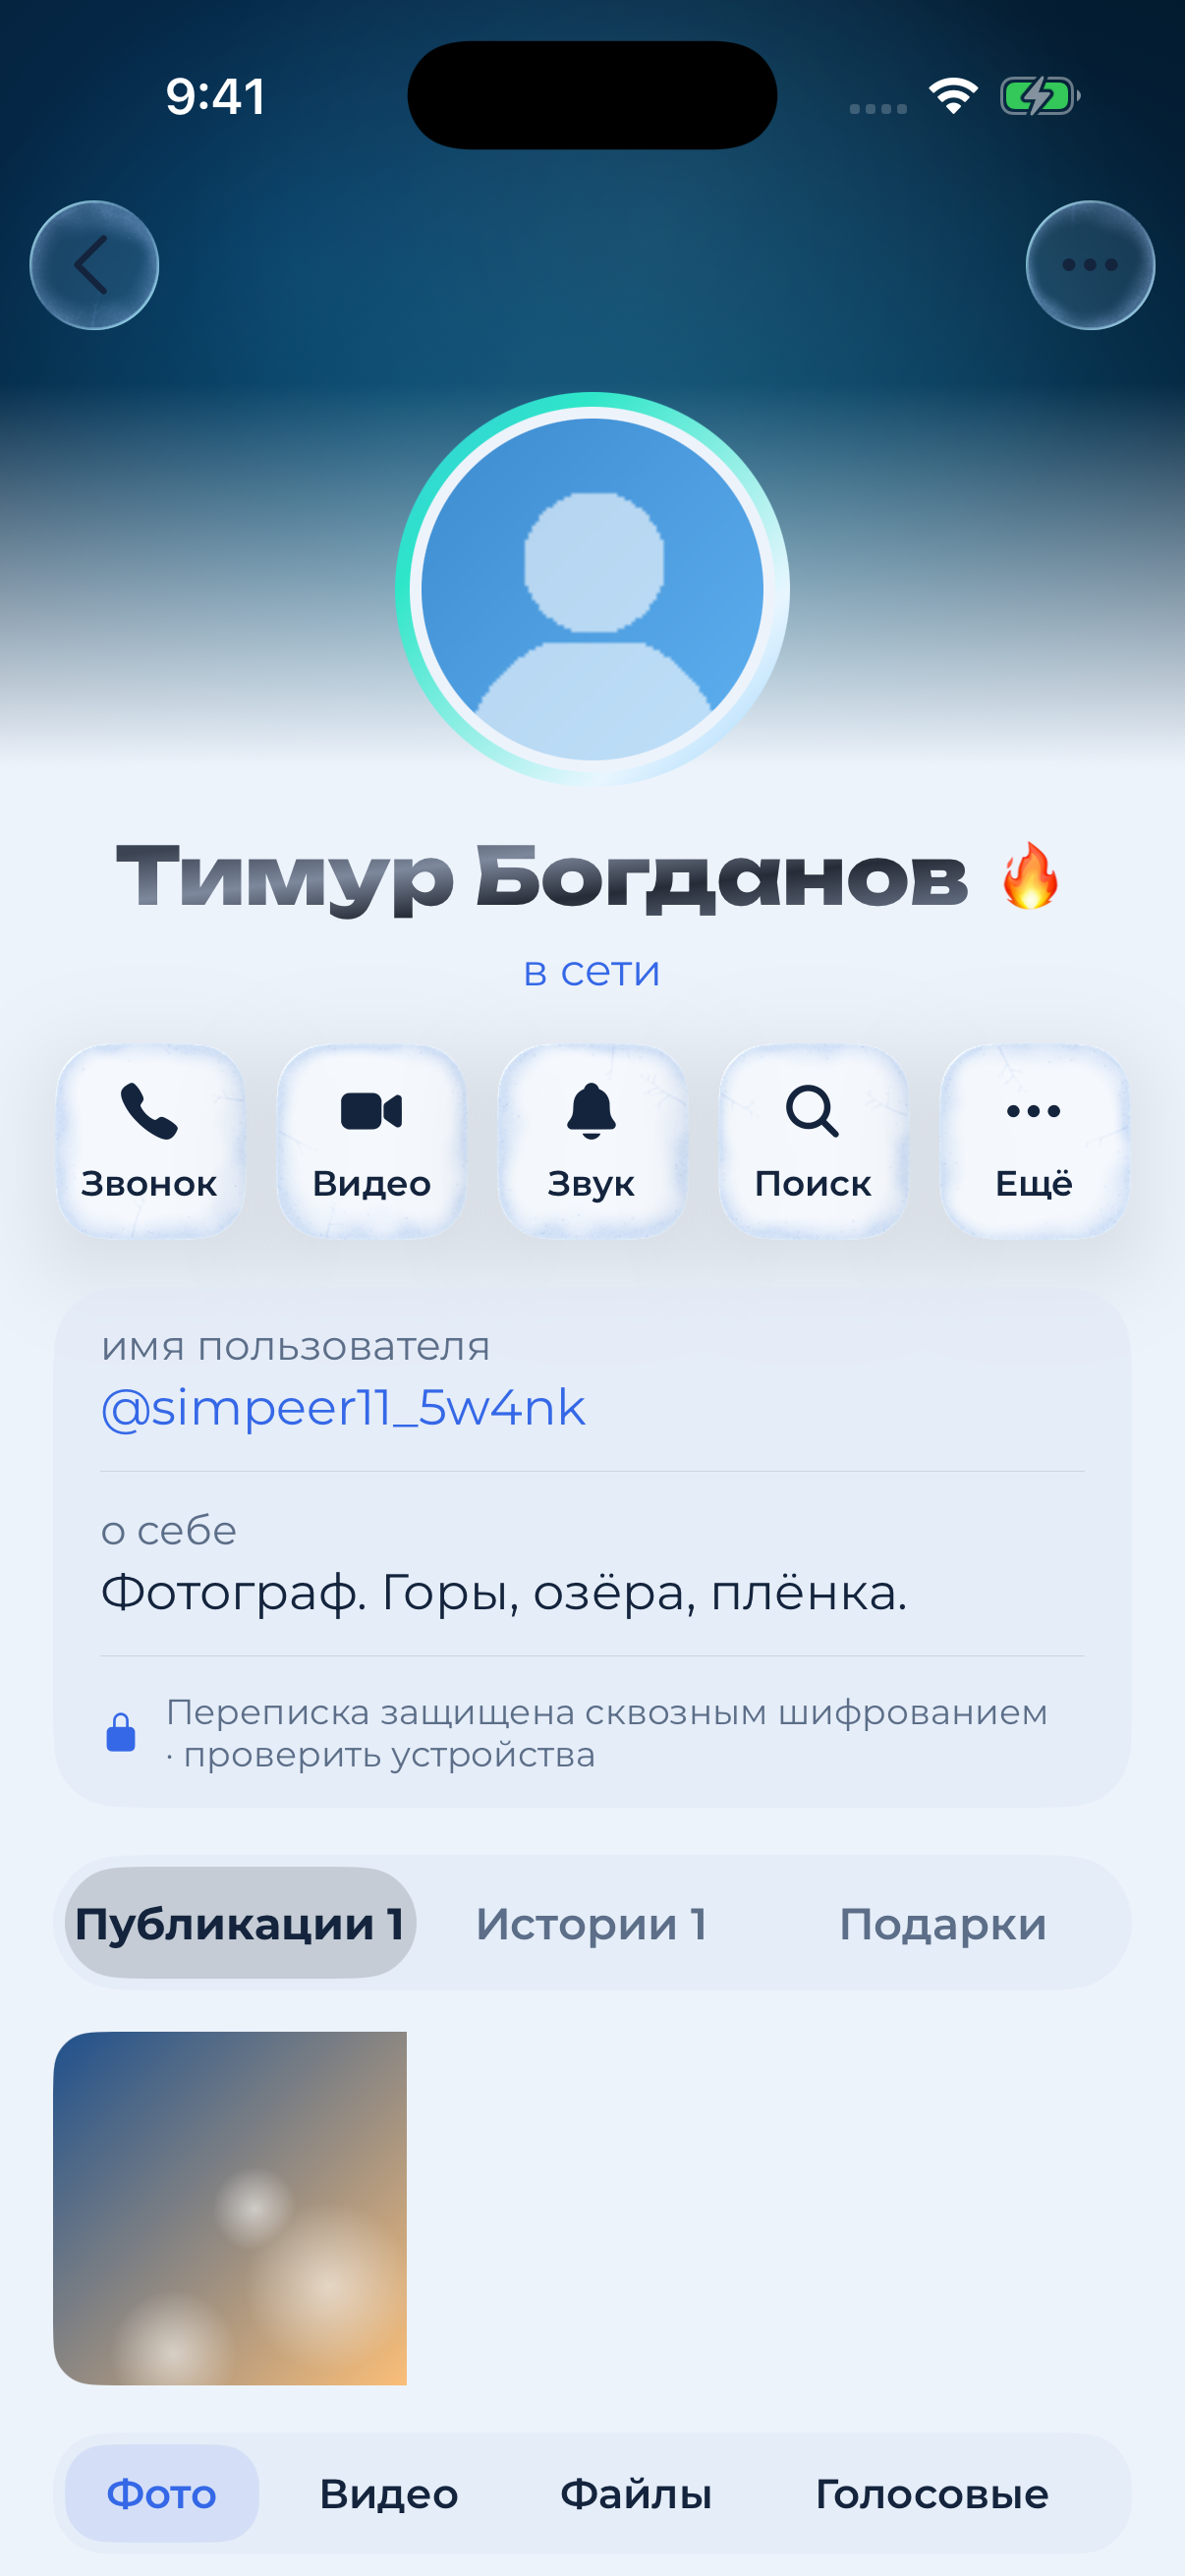 9:41
Тимур Богданов 🔥
в сети
Звонок
Видео
Звук
Поиск
Ещё
имя пользователя
@simpeer11_5w4nk
о себе
Фотограф. Горы, озёра, плёнка.
Переписка защищена сквозным шифрованием
· проверить устройства
Публикации 1
Истории 1
Подарки
Фото
Видео
Файлы
Голосовые